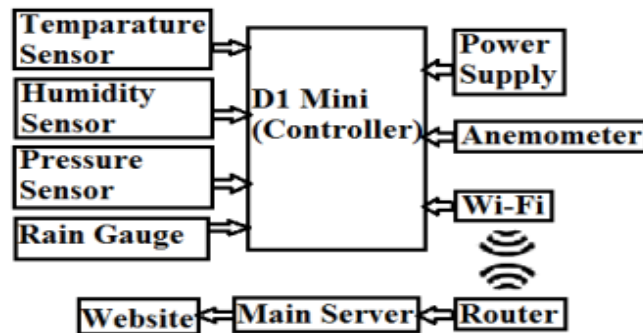 Temparature
Sensor
Humidity
Sensor
Pressure
Sensor
Rain Gauge
D1 Mini
(Controller)
Power
Supply
Anemometer
Wi-Fi
Website
Main Server
Router